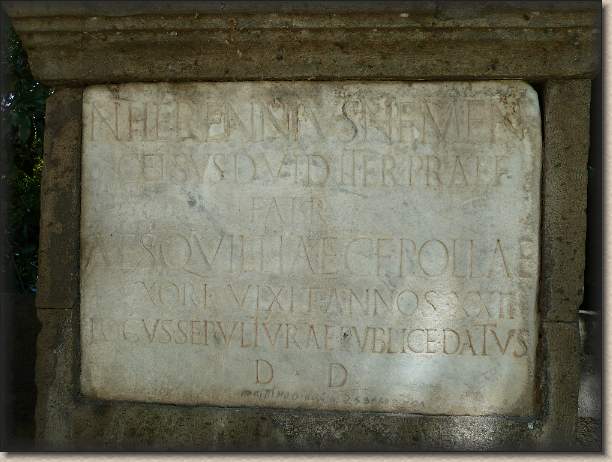 N HERENNIVS N F MEN
CELSVS D V I D ITER PRAEF
FABR
AESQVILLIAE C F POLLAE
VXORI VIXIT ANNOS XXII
LOCVS SEPVLTVRAE PVBLICE DATVS
D D